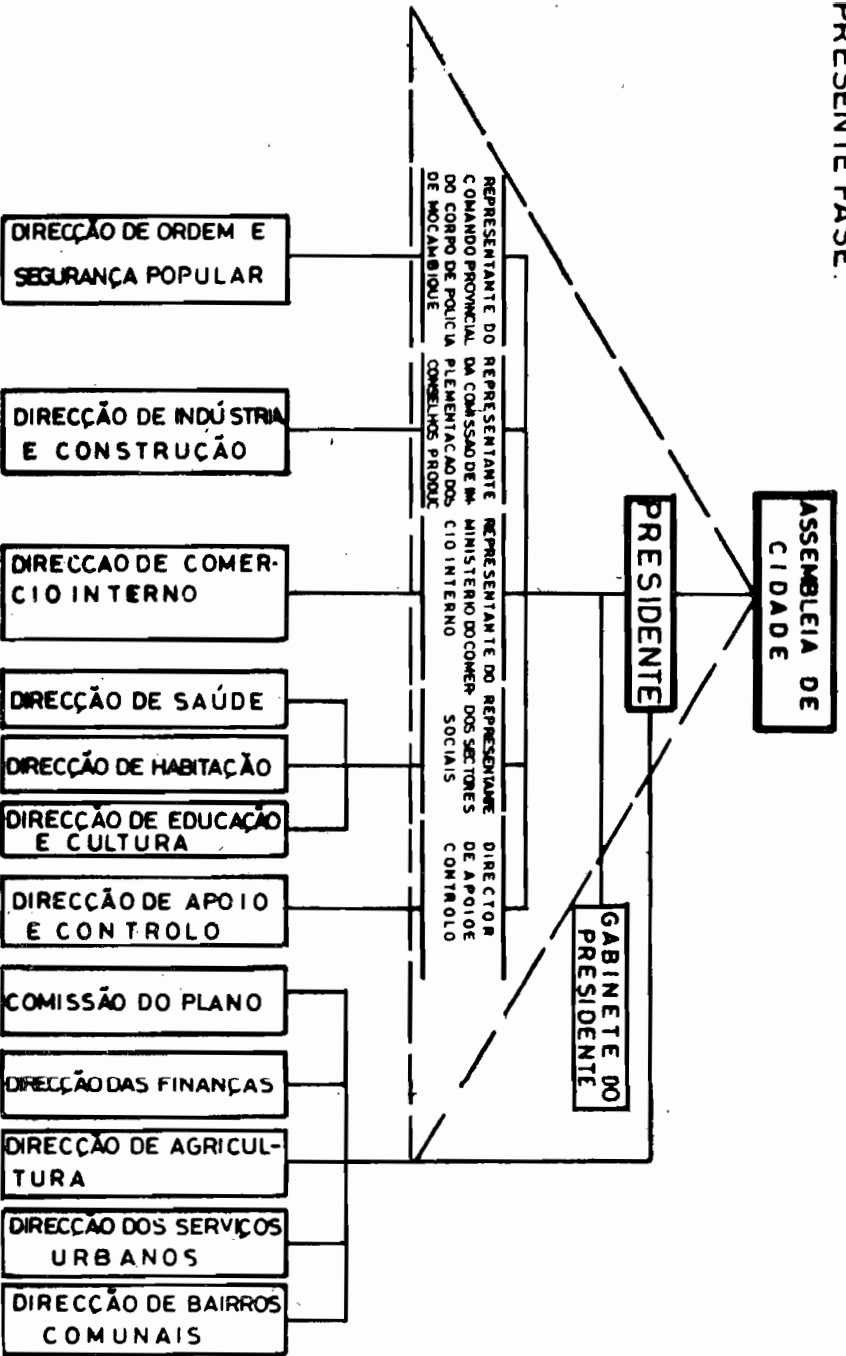 PRESENTE FASE.
ASSEMBLEIA DE
CIDADE
PRESIDENTE
GABINETE DO
PRESIDENTE
REPRESENTANTE DO
COMANDO PROVINCIAL
DO CORPO DE POLICIA
DE MOCAMBIQUE
REPRESENTANTE
DA COMISSAO DE IM-
PLEMENTACAO DOS
CONSELHOS PRODUC
REPRESENTANTE DO
MINISTERIO DO COMER-
CIO INTERNO
REPRESENTANTE
DOS SECTORES
SOCIAIS
DIRECTOR
DE APOIO E
CONTROLO
DIRECÇÃO DE ORDEM E
SEGURANÇA POPULAR
DIRECÇÃO DE INDÚSTRIA
E CONSTRUÇÃO
DIRECCAO DE COMER-
CIO INTERNO
DIRECÇÃO DE SAÚDE
DIRECÇÃO DE HABITAÇÃO
DIRECÇÃO DE EDUCAÇÃO
E CULTURA
DIRECÇÃO DE APOIO
E CONTROLO
COMISSÃO DO PLANO
DIRECÇÃO DAS FINANÇAS
DIRECÇÃO DE AGRICUL-
TURA
DIRECÇÃO DOS SERVIÇOS
URBANOS
DIRECÇÃO DE BAIRROS
COMUNAIS